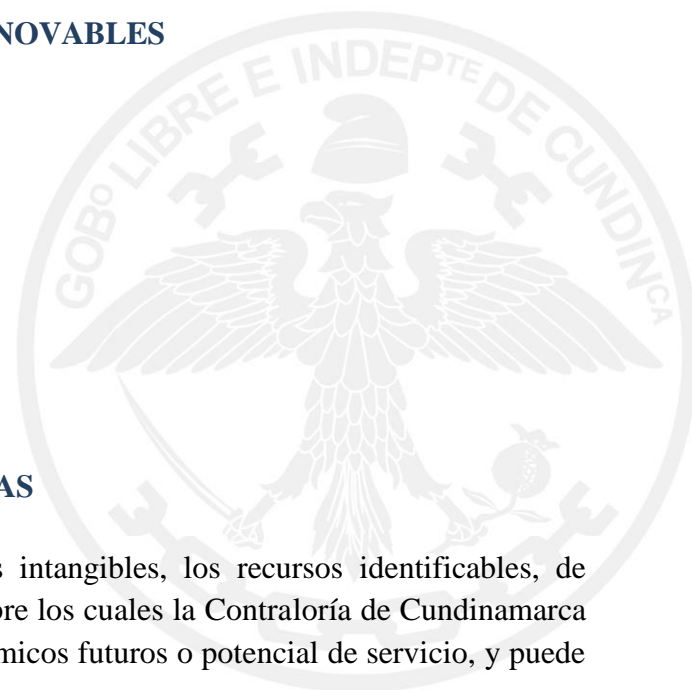 NOVABLES
GOBº LIBRE E INDEPTE DE CUNDINCA
AS
s intangibles, los recursos identificables, de
bre los cuales la Contraloría de Cundinamarca
micos futuros o potencial de servicio, y puede